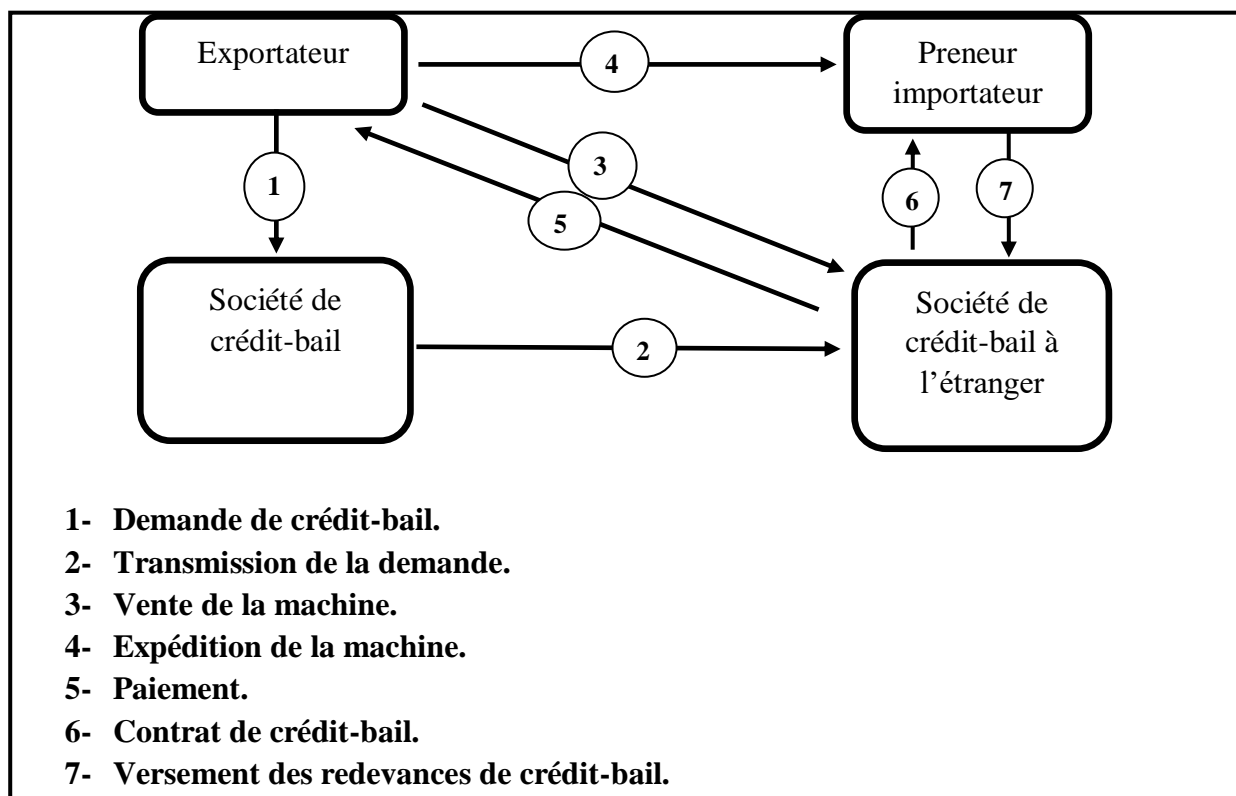 Exportateur
4
Preneur
importateur
3
1
5
6
7
Société de
crédit-bail
2
Société de
crédit-bail à
l’étranger
1- Demande de crédit-bail.
2- Transmission de la demande.
3- Vente de la machine.
4- Expédition de la machine.
5- Paiement.
6- Contrat de crédit-bail.
7- Versement des redevances de crédit-bail.